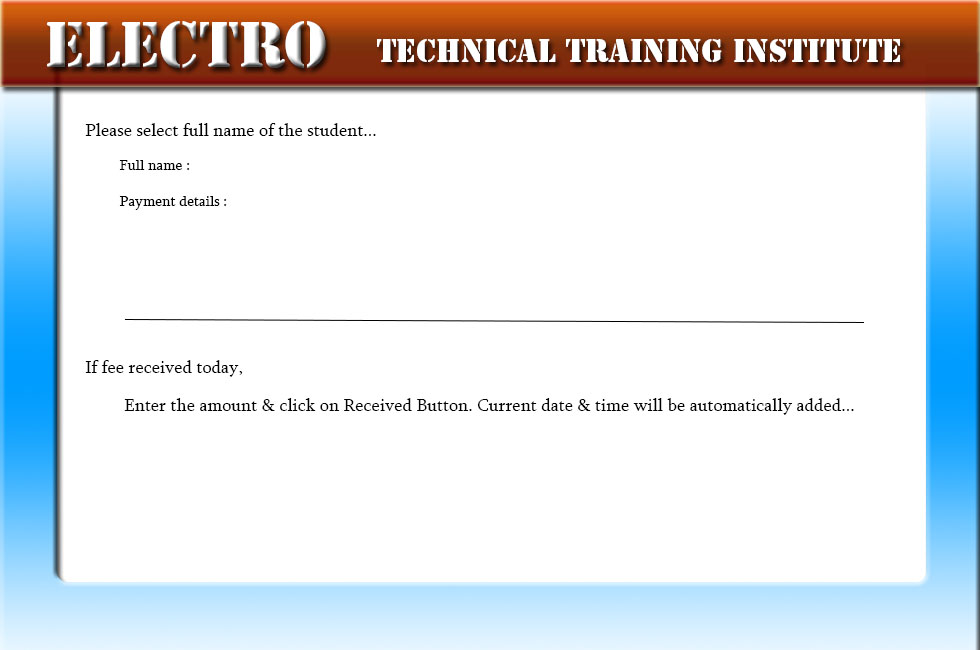 ELECTRO TECHNICAL TRAINING INSTITUTE
Please select full name of the student...
Full name :
Payment details :
If fee received today,
Enter the amount & click on Received Button. Current date & time will be automatically added...